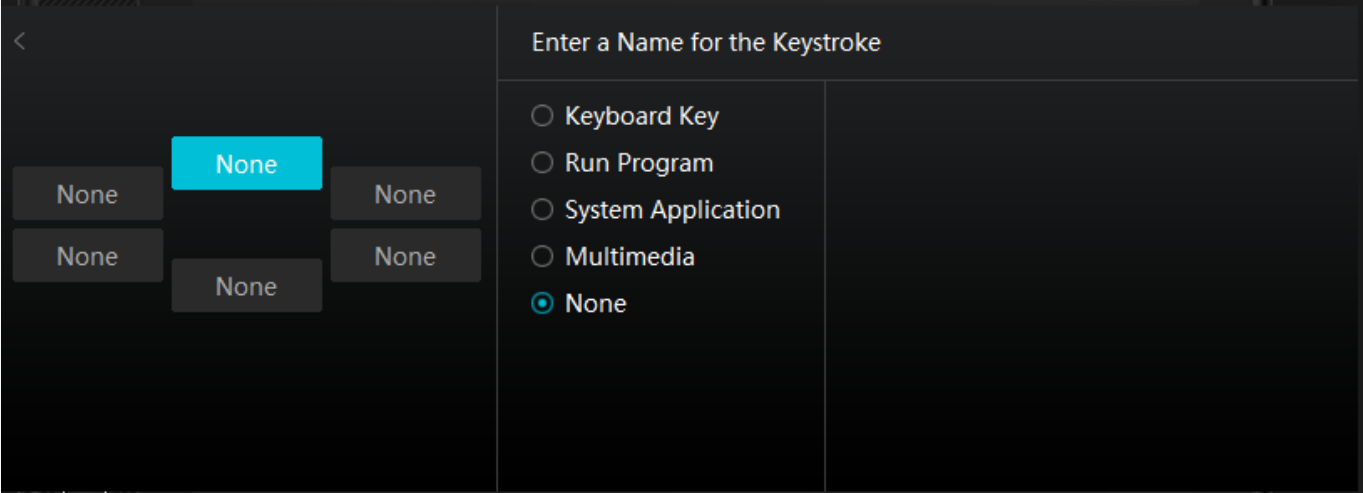 <
Enter a Name for the Keystroke
None
None
None
None
None
None
Keyboard Key
Run Program
System Application
Multimedia
None